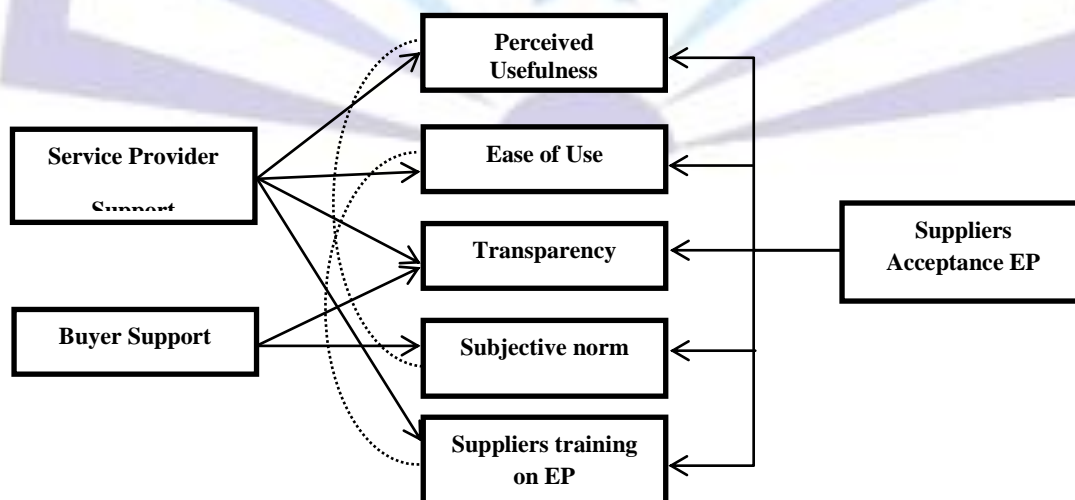 Perceived
Usefulness
Service Provider
Support
Ease of Use
Transparency
Suppliers
Acceptance EP
Buyer Support
Subjective norm
Suppliers training
on EP